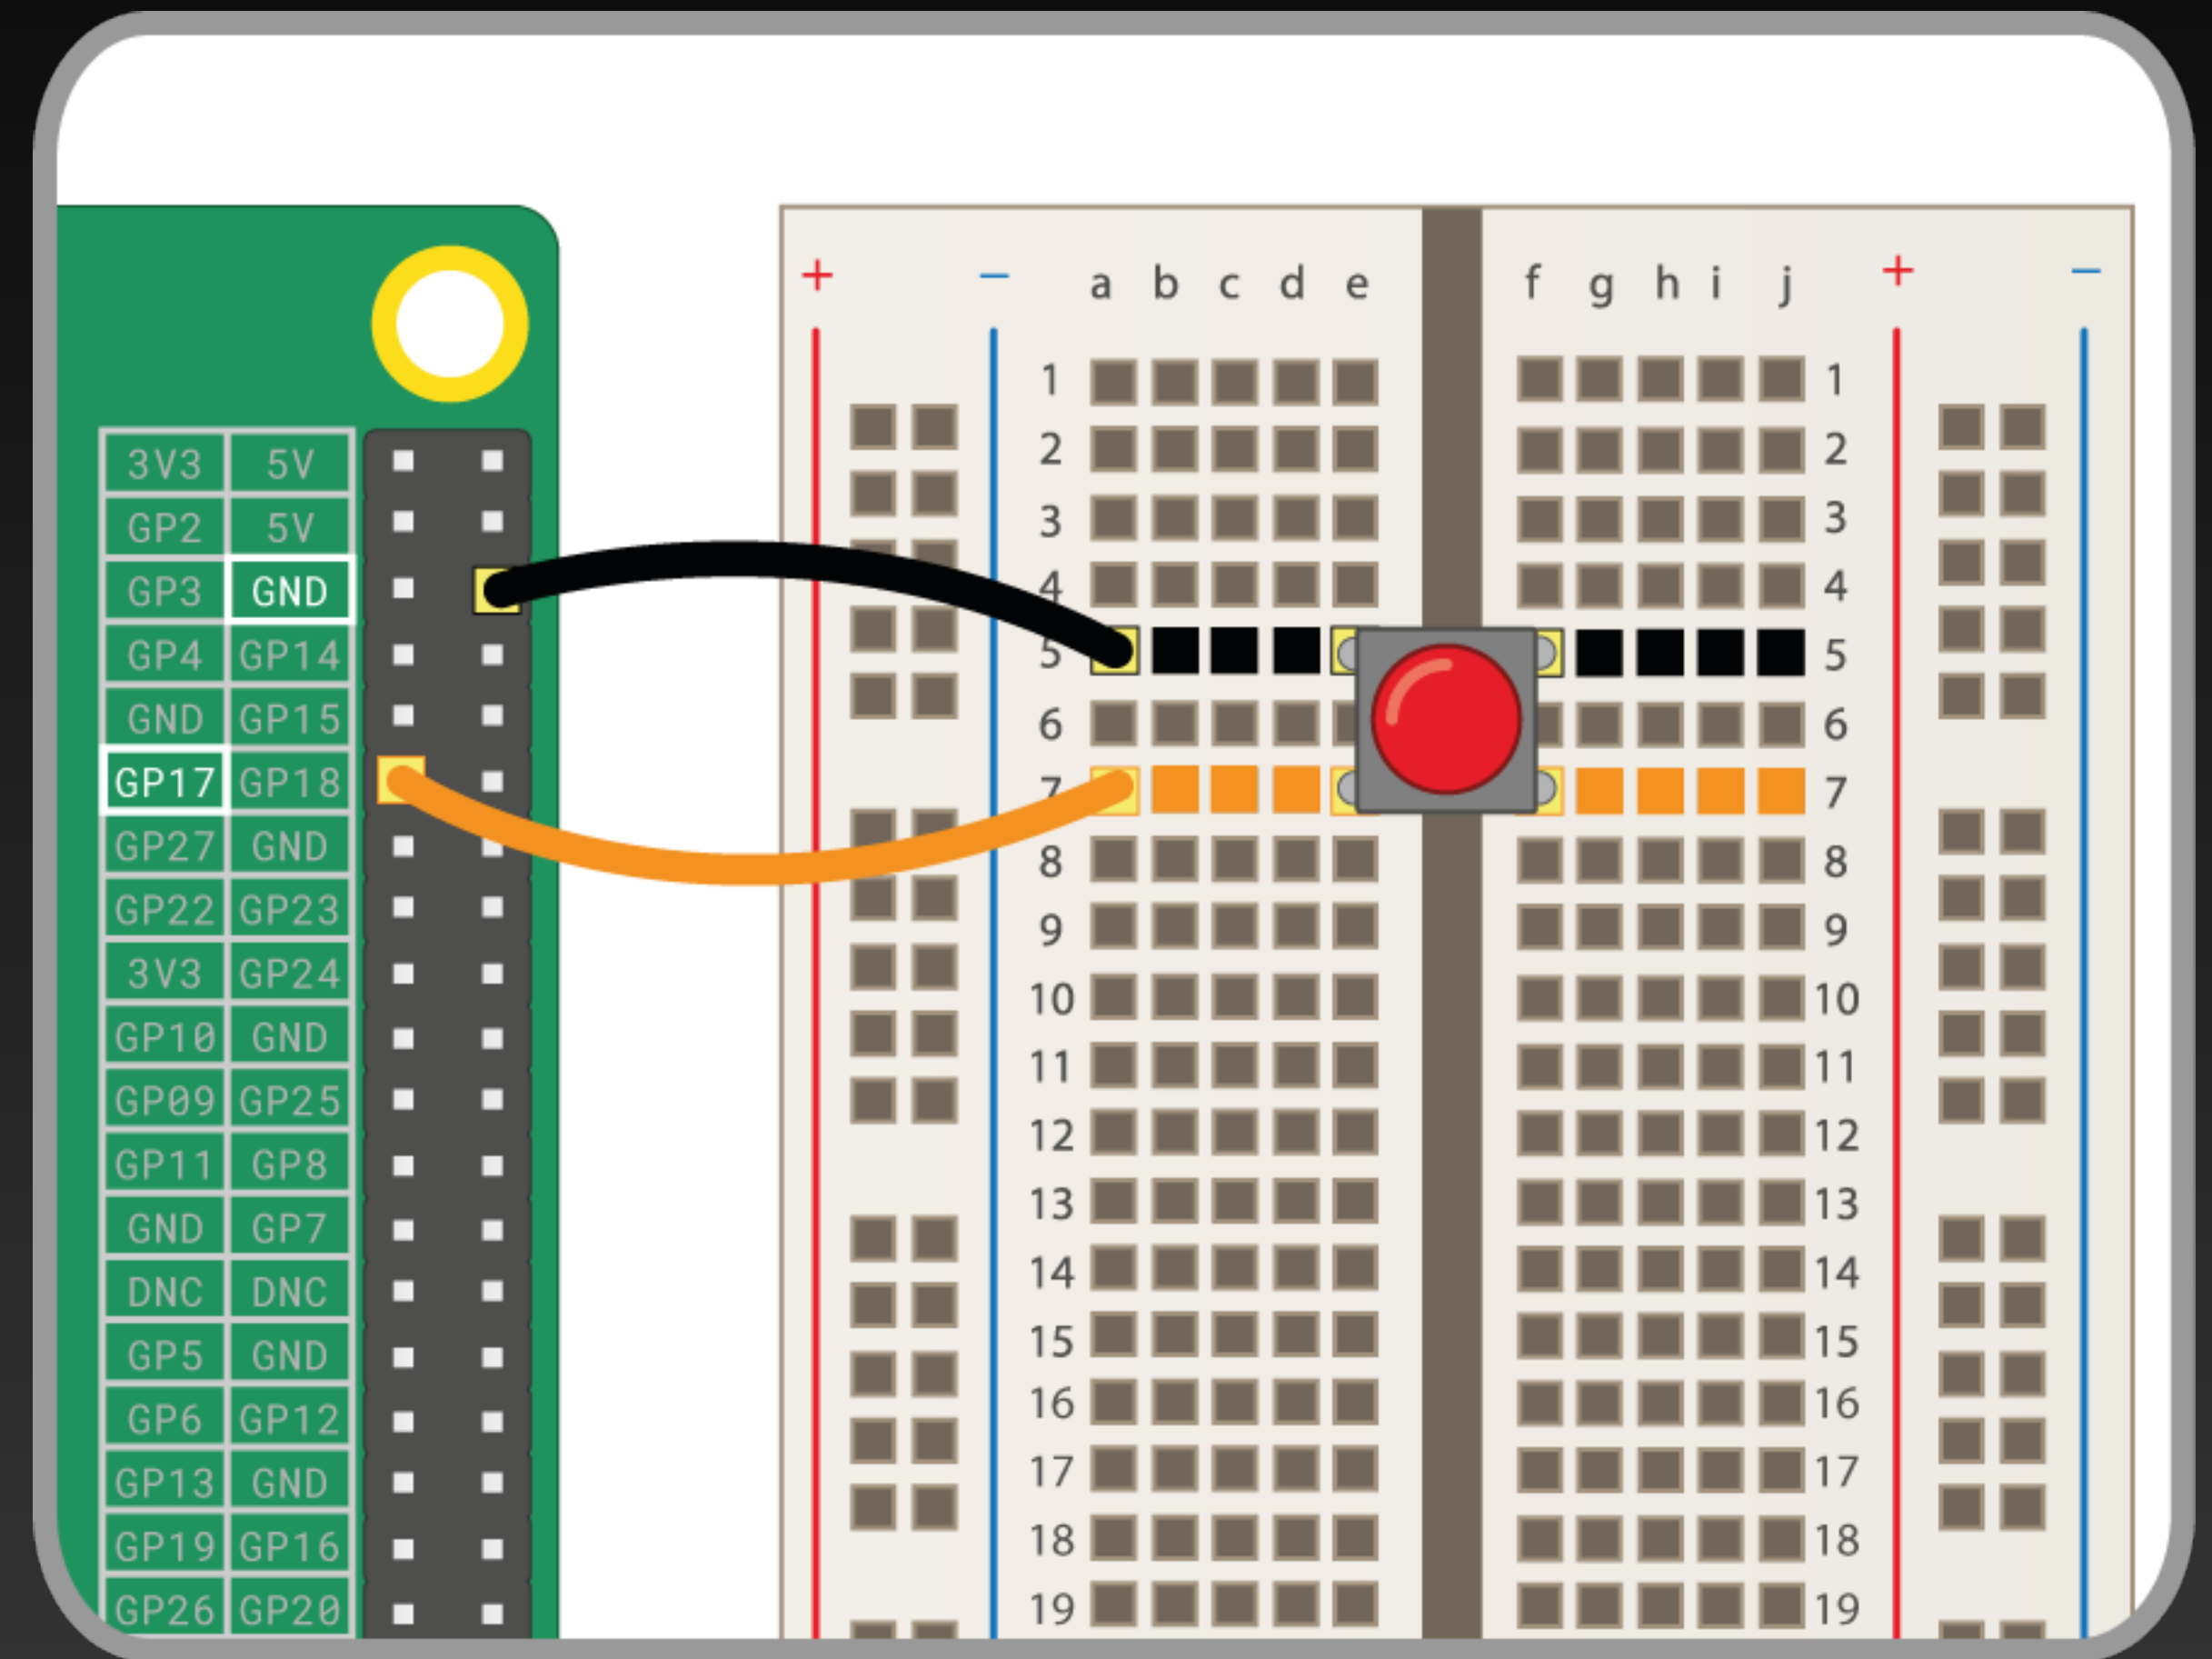 3V3 5V
GP2 5V
GP3 GND
GP4 GP14
GND GP15
GP17 GP18
GP27 GND
GP22 GP23
3V3 GP24
GP10 GND
GP09 GP25
GP11 GP8
GND GP7
DNC DNC
GP5 GND
GP6 GP12
GP13 GND
GP19 GP16
GP26 GP20
+ − a b c d e f g h i j + −
1 1
2 2
3 3
4 4
5 5
6 6
7 7
8 8
9 9
10 10
11 11
12 12
13 13
14 14
15 15
16 16
17 17
18 18
19 19